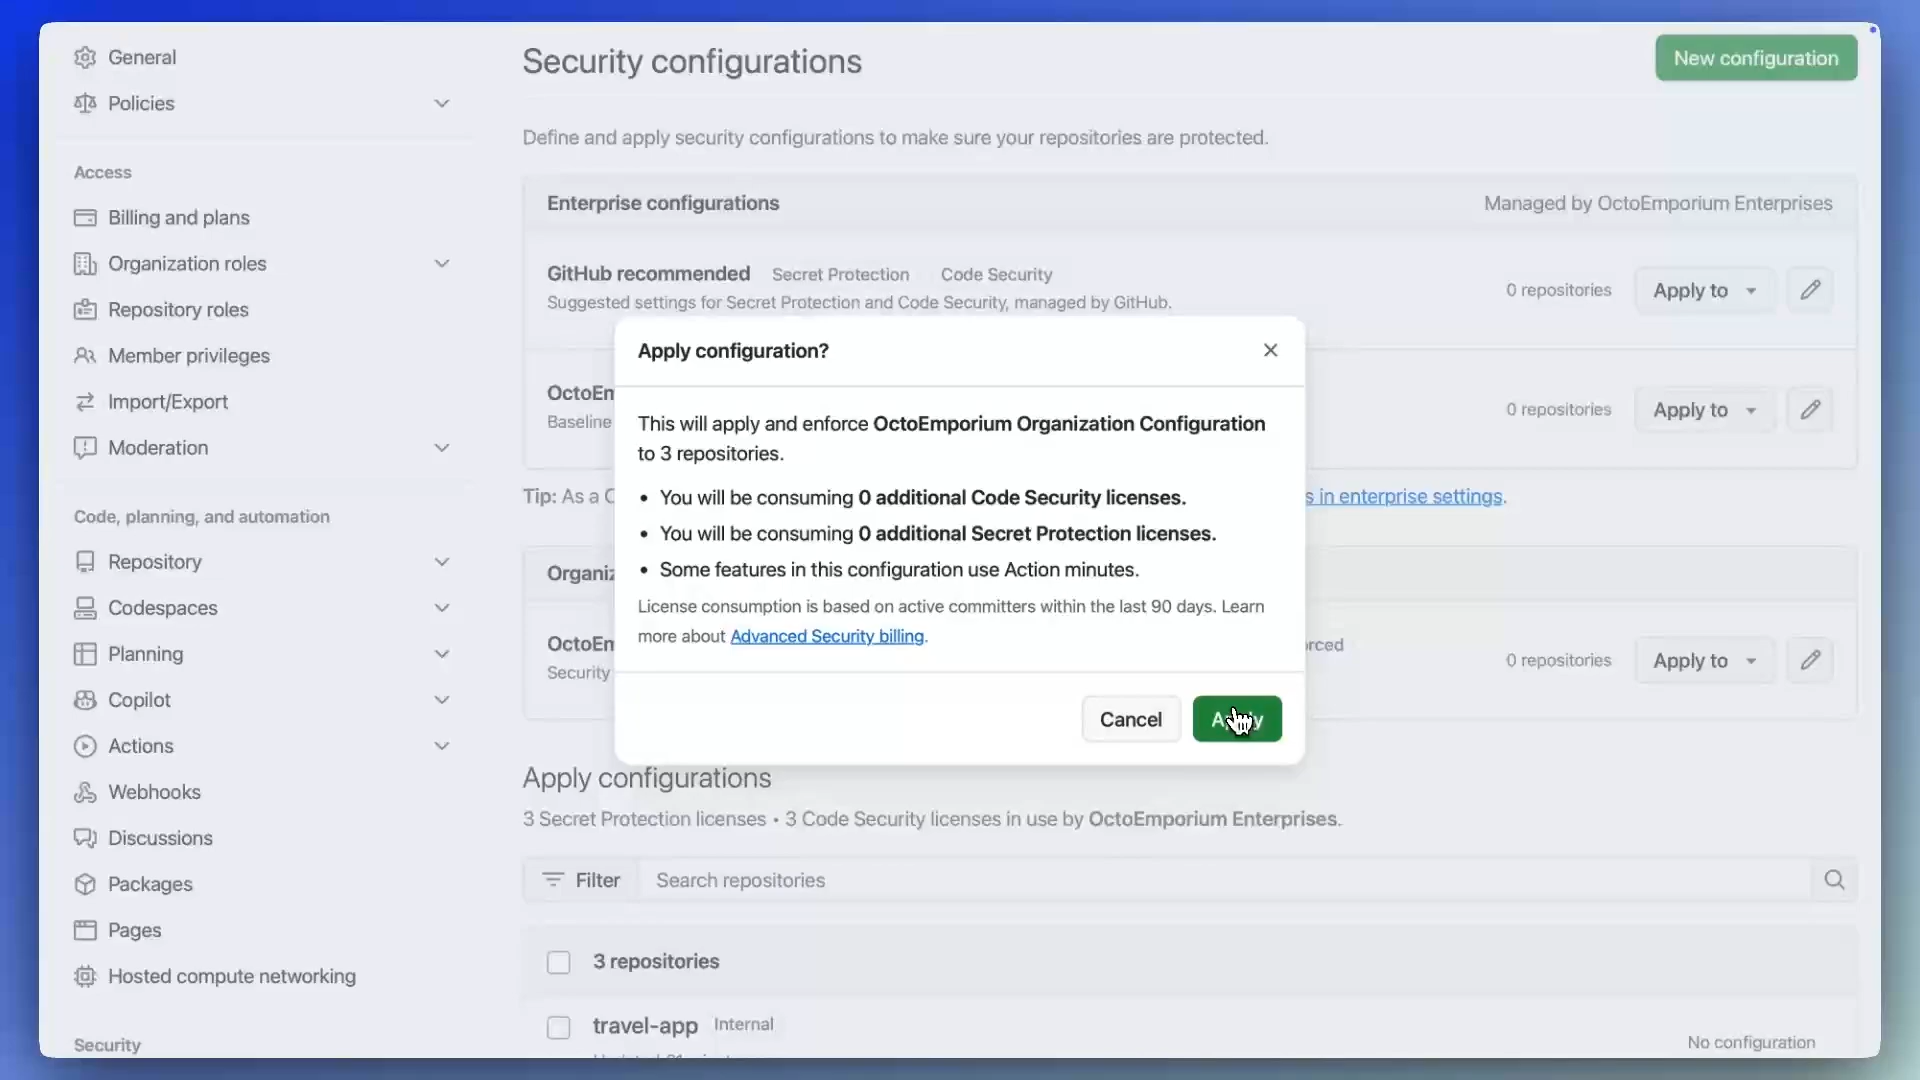 General
Policies
Access
Billing and plans
Organization roles
Repository roles
Member privileges
Import/Export
Moderation
Code, planning, and automation
Repository
Codespaces
Planning
Copilot
Actions
Webhooks
Discussions
Packages
Pages
Hosted compute networking
Security
Security configurations
New configuration
Define and apply security configurations to make sure your repositories are protected.
Enterprise configurations
Managed by OctoEmporium Enterprises
GitHub recommended Secret Protection Code Security
Suggested settings for Secret Protection and Code Security, managed by GitHub.
0 repositories
Apply to
Baseline
0 repositories
Apply to
Tip: As a
s in enterprise settings.
Security
0 repositories
Apply to
Apply configuration?
This will apply and enforce OctoEmporium Organization Configuration
to 3 repositories.
• You will be consuming 0 additional Code Security licenses.
• You will be consuming 0 additional Secret Protection licenses.
• Some features in this configuration use Action minutes.
License consumption is based on active committers within the last 90 days. Learn
more about Advanced Security billing.
Cancel
Apply configurations
3 Secret Protection licenses • 3 Code Security licenses in use by OctoEmporium Enterprises.
Filter
Search repositories
3 repositories
travel-app Internal
No configuration